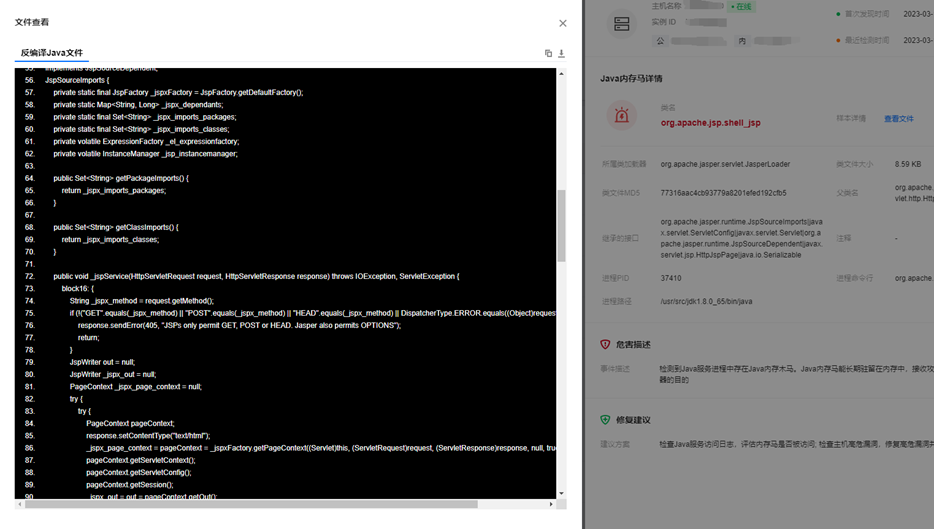 文件查看
反编译Java文件
55. implements JspSourceDependent,
56. JspSourceImports {
57. private static final JspFactory _jspxFactory = JspFactory.getDefaultFactory();
58. private static Map<String, Long> _jspx_dependants;
59. private static final Set<String> _jspx_imports_packages;
60. private static final Set<String> _jspx_imports_classes;
61. private volatile ExpressionFactory _el_expressionfactory;
62. private volatile InstanceManager _jsp_instancemanager;
63.
64. public Set<String> getPackageImports() {
65. return _jspx_imports_packages;
66. }
67.
68. public Set<String> getClassImports() {
69. return _jspx_imports_classes;
70. }
71.
72. public void _jspService(HttpServletRequest request, HttpServletResponse response) throws IOException, ServletException {
73. block16: {
74. String _jspx_method = request.getMethod();
75. if (!("GET".equals(_jspx_method) || "POST".equals(_jspx_method) || "HEAD".equals(_jspx_method) || DispatcherType.ERROR.equals((Object)request
76. response.sendError(405, "JSPs only permit GET, POST or HEAD. Jasper also permits OPTIONS");
77. return;
78. }
79. JspWriter out = null;
80. JspWriter _jspx_out = null;
81. PageContext _jspx_page_context = null;
82. try {
83. try {
84. PageContext pageContext;
85. response.setContentType("text/html");
86. _jspx_page_context = pageContext = _jspxFactory.getPageContext((Servlet)this, (ServletRequest)request, (ServletResponse)response, null, true
87. pageContext.getServletContext();
88. pageContext.getServletConfig();
89. pageContext.getSession();
90. _jspx_out = out = pageContext.getOut();
主机名称 在线
实例 ID
公 内
首次发现时间 2023-03-
最近检测时间 2023-03-
Java内存马详情
类名
org.apache.jsp.shell_jsp
样本详情 查看文件
所属类加载器 org.apache.jasper.servlet.JasperLoader
类文件大小 8.59 KB
类文件MD5 77316aac4cb93779a8201efed192cfb5
父类名 org.apache.
vlet.http.Htt
继承的接口 org.apache.jasper.runtime.JspSourceImports|java
x.servlet.ServletConfig|javax.servlet.Servlet|org.a
pache.jasper.runtime.JspSourceDependent|javax.
servlet.jsp.HttpJspPage|java.io.Serializable
注释 -
进程PID 37410
进程命令行 org.apache.
进程路径 /usr/src/jdk1.8.0_65/bin/java
危害描述
事件描述 检测到Java服务进程中存在Java内存木马。Java内存马能长期驻留在内存中，接收攻
器的目的
修复建议
建议方案 检查Java服务访问日志、评估内存马是否被访问; 检查主机高危漏洞、修复高危漏洞并